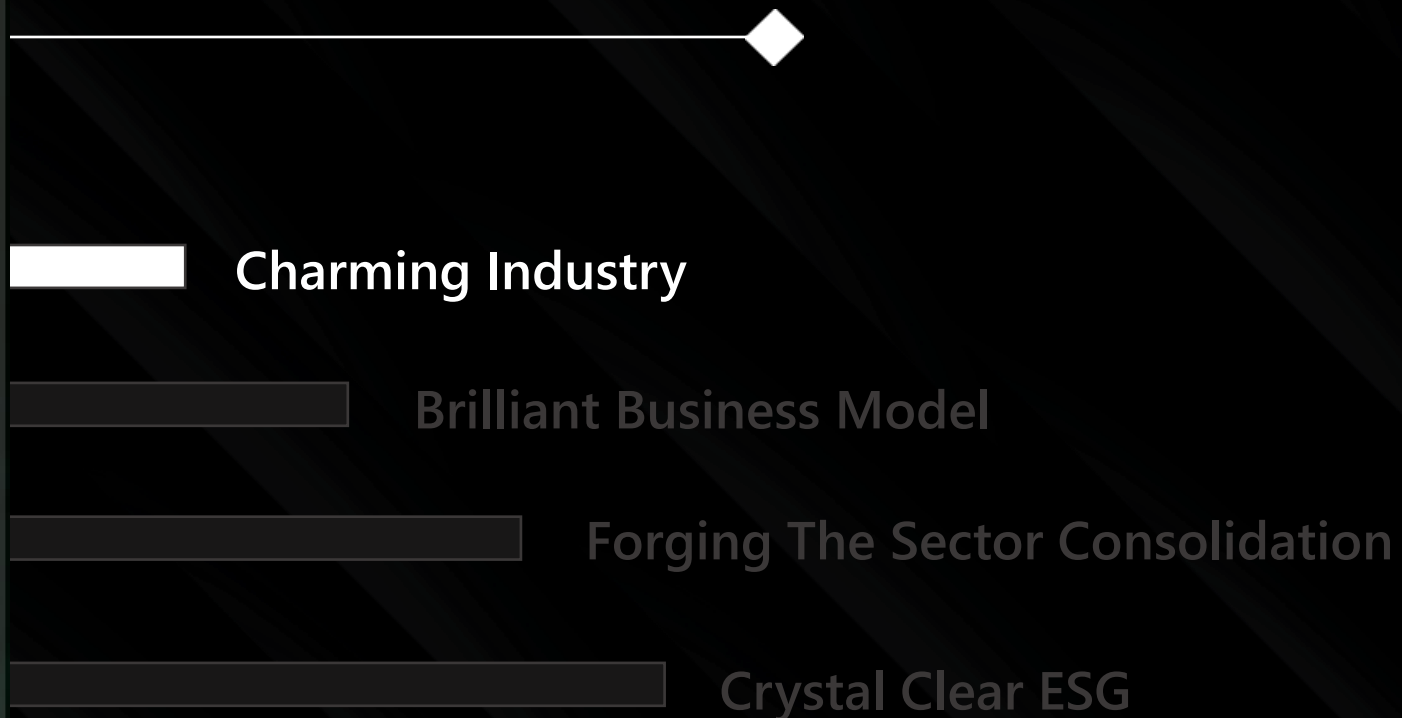 Charming Industry
Brilliant Business Model
Forging The Sector Consolidation
Crystal Clear ESG